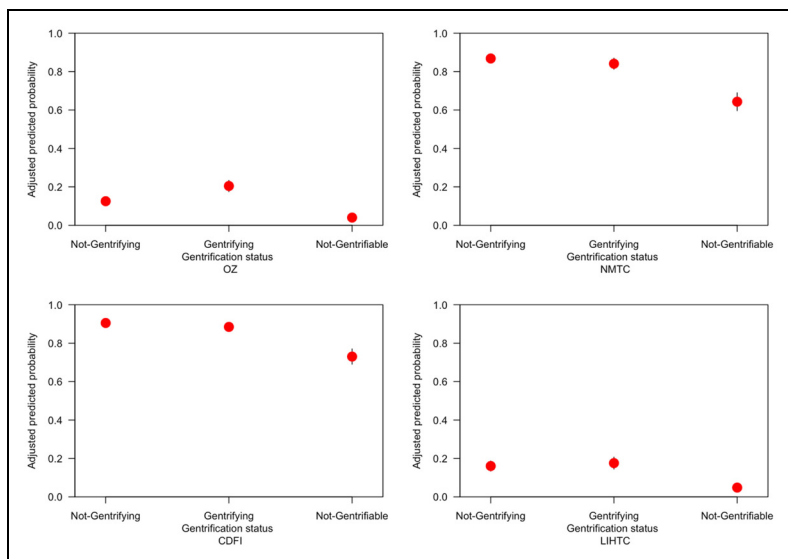 1.0
0.8
0.6
0.4
0.2
0.0
Adjusted predicted probability
Not-Gentrifying Gentrifying Not-Gentrifiable
Gentrification status
OZ
1.0
0.8
0.6
0.4
0.2
0.0
Adjusted predicted probability
Not-Gentrifying Gentrifying Not-Gentrifiable
Gentrification status
NMTC
1.0
0.8
0.6
0.4
0.2
0.0
Adjusted predicted probability
Not-Gentrifying Gentrifying Not-Gentrifiable
Gentrification status
CDFI
1.0
0.8
0.6
0.4
0.2
0.0
Adjusted predicted probability
Not-Gentrifying Gentrifying Not-Gentrifiable
Gentrification status
LIHTC